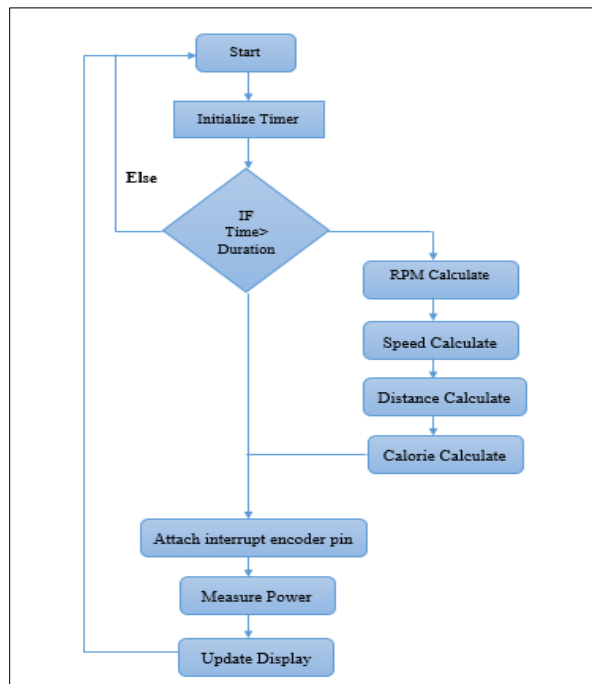 Start
Initialize Timer
Else
IF
Time>
Duration
RPM Calculate
Speed Calculate
Distance Calculate
Calorie Calculate
Attach interrupt encoder pin
Measure Power
Update Display